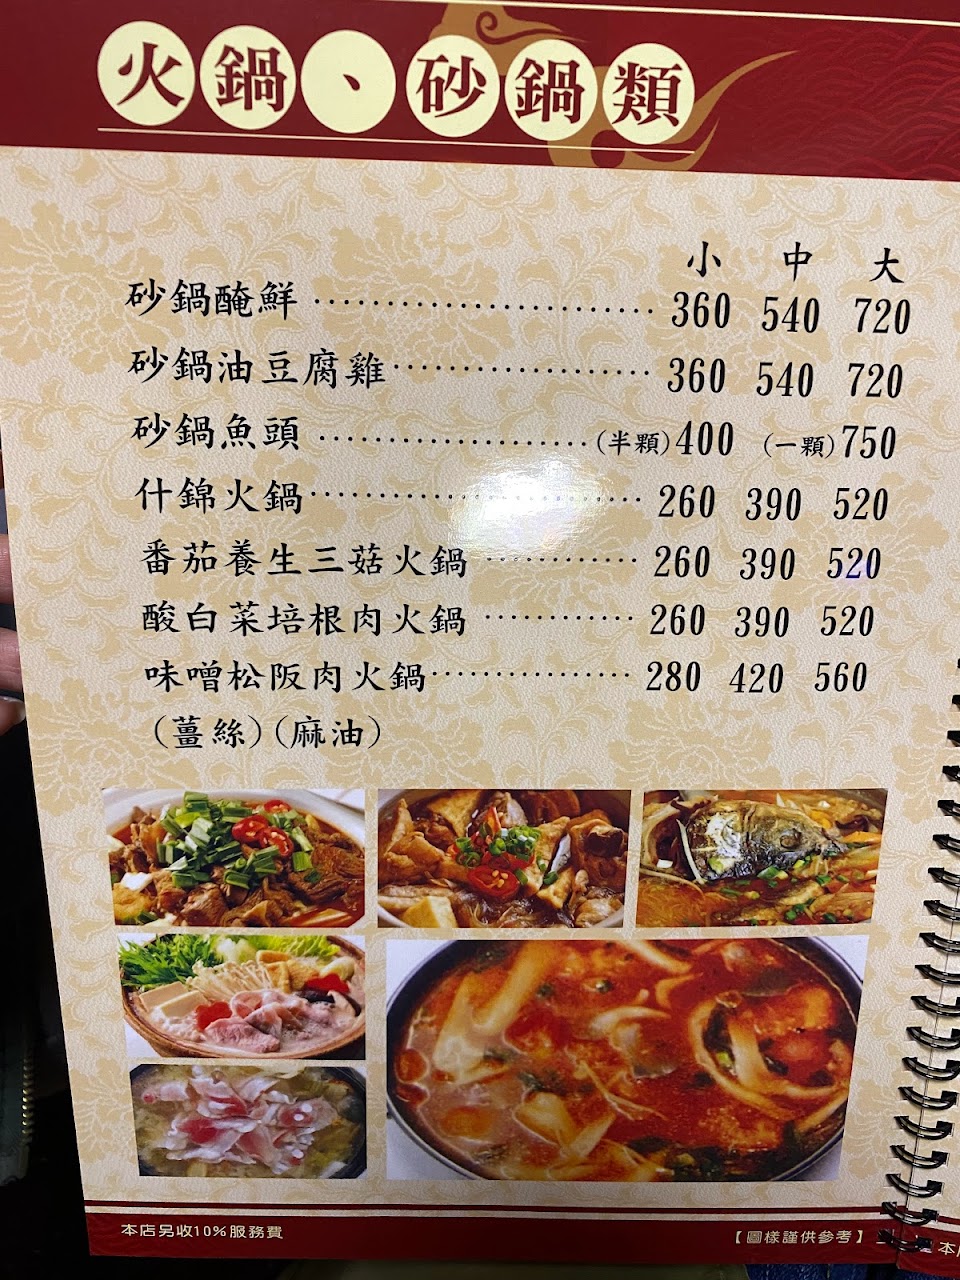 火鍋、砂鍋類
小 中 大
砂鍋醃鮮 360 540 720
砂鍋油豆腐雞 360 540 720
砂鍋魚頭 (半顆)400 (一顆)750
什錦火鍋 260 390 520
番茄養生三菇火鍋 260 390 520
酸白菜培根肉火鍋 260 390 520
味噌松阪肉火鍋 280 420 560
(薑絲)(麻油)
本店另收10%服務費 【圖樣謹供參考】
本